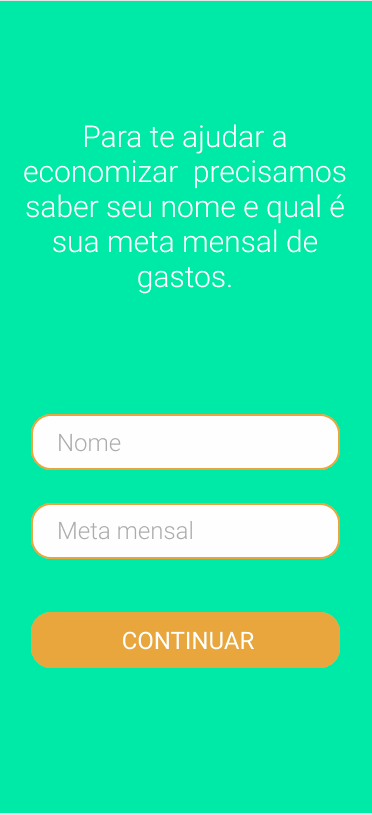 Para te ajudar a
economizar  precisamos
saber seu nome e qual é
sua meta mensal de
gastos.
Nome
Meta mensal
CONTINUAR